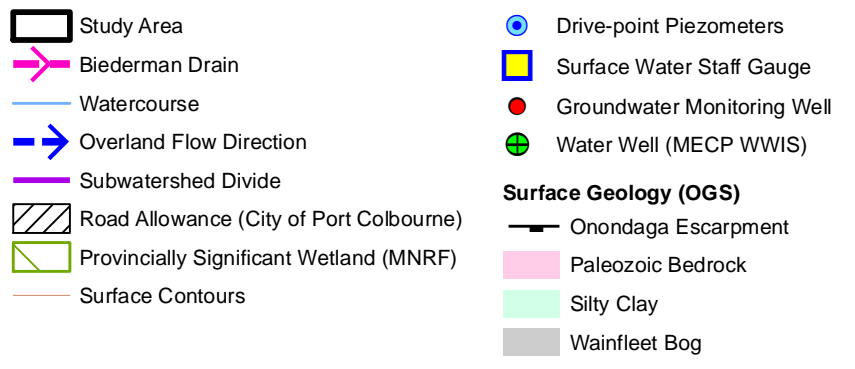 Study Area
Biederman Drain
Watercourse
Overland Flow Direction
Subwatershed Divide
Road Allowance (City of Port Colbourne)
Provincially Significant Wetland (MNRF)
Surface Contours
Drive-point Piezometers
Surface Water Staff Gauge
Groundwater Monitoring Well
Water Well (MECP WWIS)
Surface Geology (OGS)
Onondaga Escarpment
Paleozoic Bedrock
Silty Clay
Wainfleet Bog